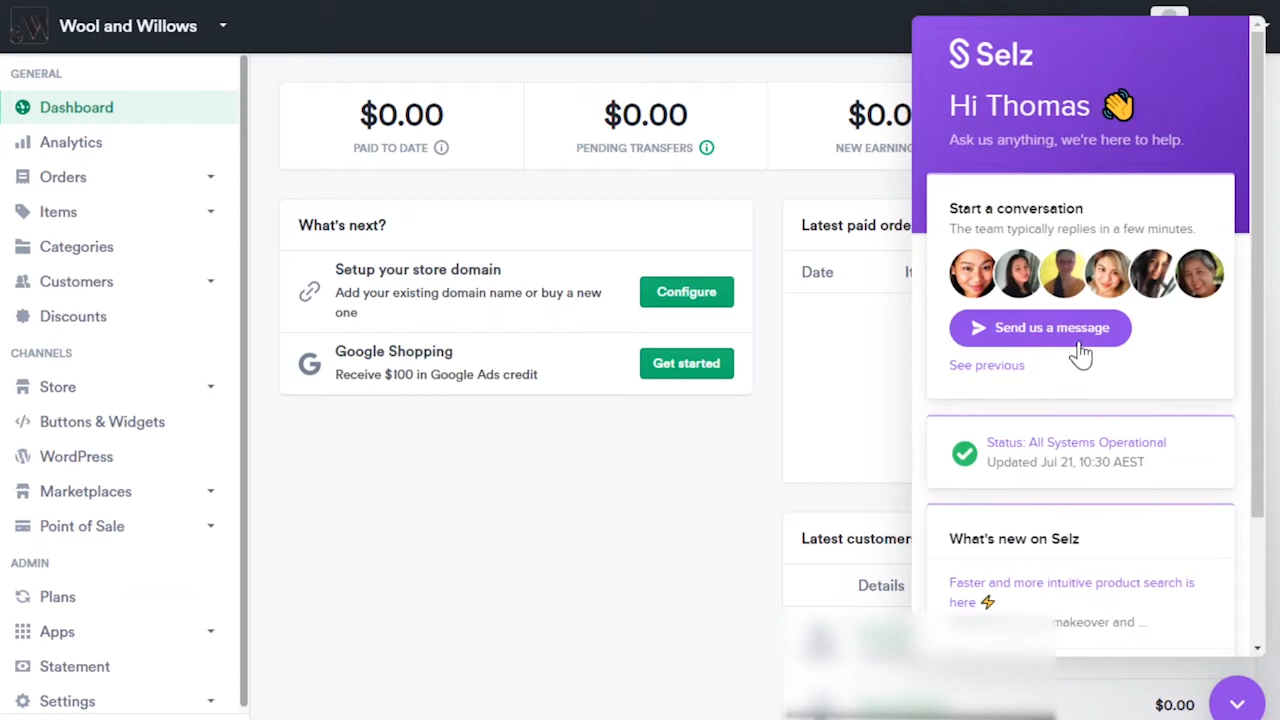 Wool and Willows
GENERAL
Dashboard
Analytics
Orders
Items
Categories
Customers
Discounts
CHANNELS
Store
Buttons & Widgets
WordPress
Marketplaces
Point of Sale
ADMIN
Plans
Apps
Statement
Settings
$0.00
PAID TO DATE
$0.00
PENDING TRANSFERS
$0.0
NEW EARNIN
What's next?
Setup your store domain
Add your existing domain name or buy a new
one
Configure
Google Shopping
Receive $100 in Google Ads credit
Get started
Latest paid orde
Date
It
Latest customer
Details
$0.00
Selz
Hi Thomas 👋
Ask us anything, we're here to help.
Start a conversation
The team typically replies in a few minutes.
Send us a message
See previous
Status: All Systems Operational
Updated Jul 21, 10:30 AEST
What's new on Selz
Faster and more intuitive product search is
here ⚡
makeover and ...